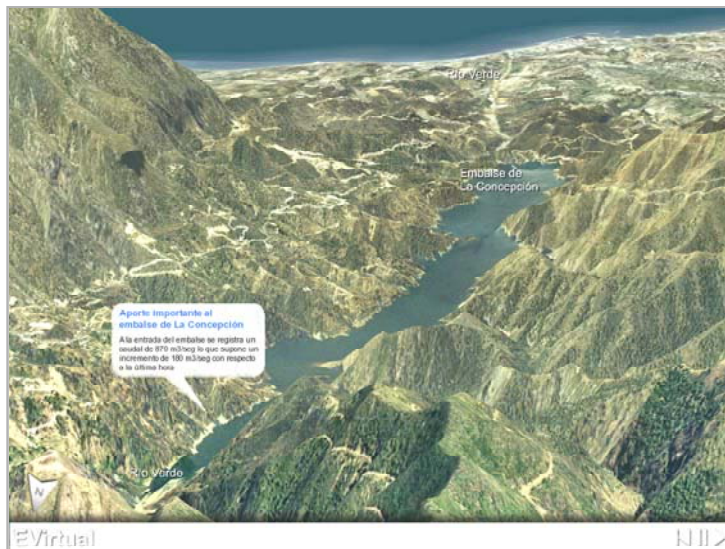 Río Verde
Embalse de
La Concepción
Aporte importante al
embalse de La Concepción
A la entrada del embalse se registra un
caudal de 870 m3/seg lo que supone un
incremento de 180 m3/seg con respecto
a la última hora
Río Verde
N
EVirtual